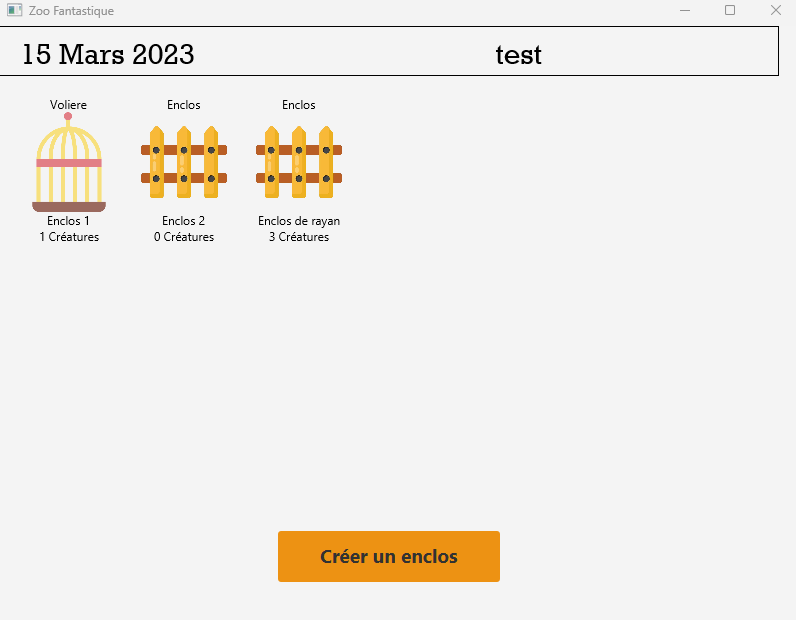 Zoo Fantastique
15 Mars 2023
test
Voliere
Enclos
Enclos
Enclos 1
1 Créatures
Enclos 2
0 Créatures
Enclos de rayan
3 Créatures
Créer un enclos